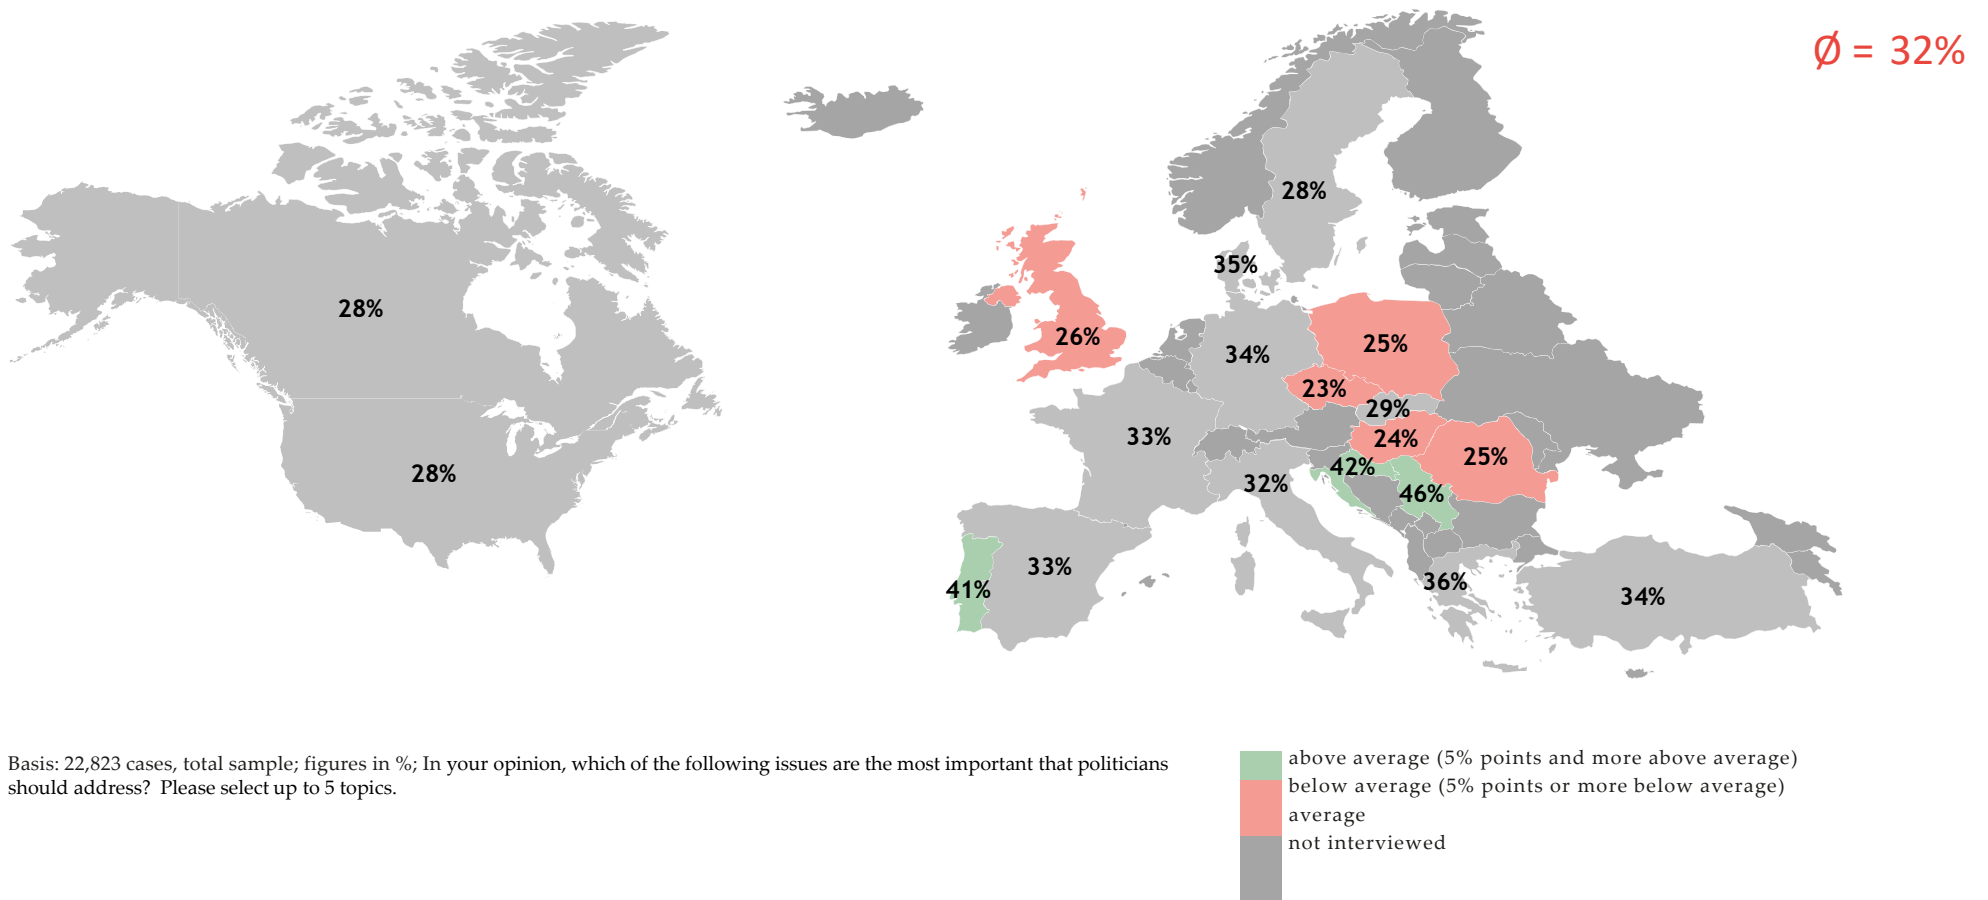 Ø = 32%
28%
35%
28%
26%
25%
34%
23%
29%
33%
24%
25%
42%
32%
46%
28%
33%
36%
41%
34%
Basis: 22,823 cases, total sample; figures in %; In your opinion, which of the following issues are the most important that politicians
should address? Please select up to 5 topics.
above average (5% points and more above average)
below average (5% points or more below average)
average
not interviewed